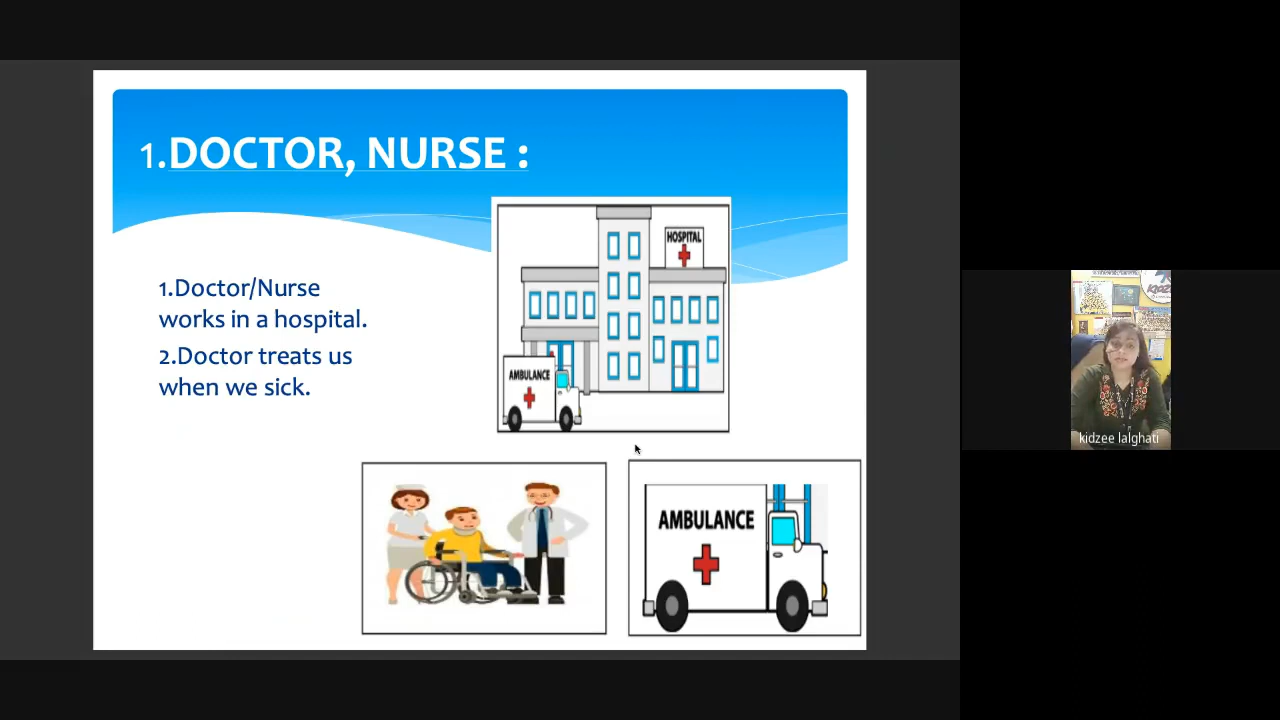 1.DOCTOR, NURSE :
HOSPITAL
AMBULANCE
1.Doctor/Nurse
works in a hospital.
2.Doctor treats us
when we sick.
AMBULANCE
kidzee lalghati